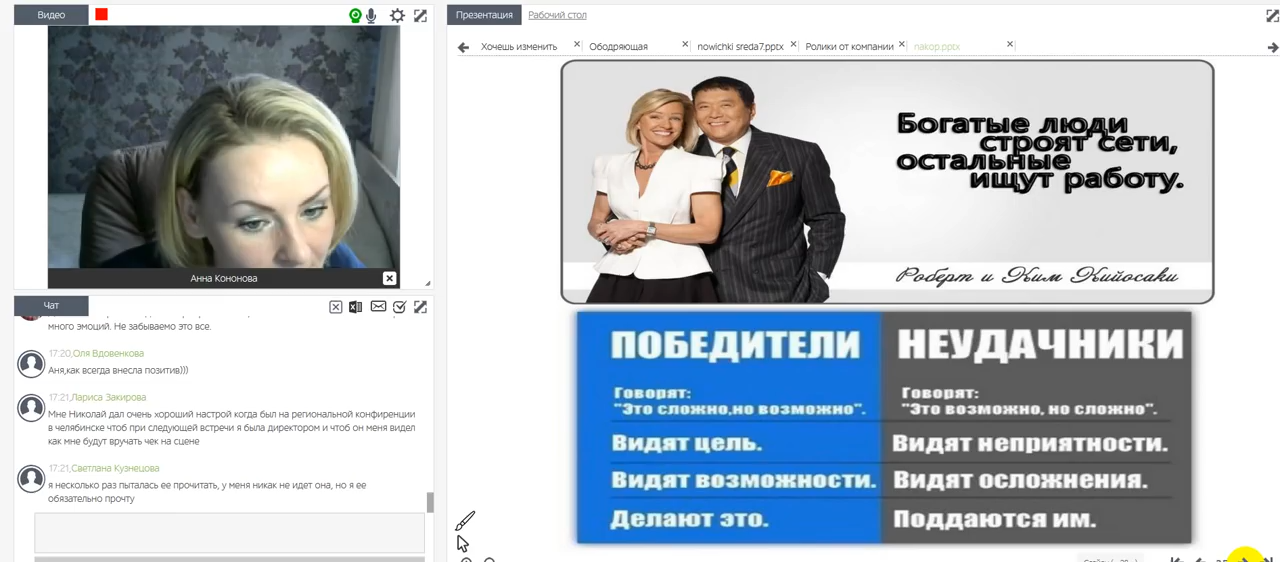 Видео
Анна Кононова
Чат
много эмоций. Не забываемо это все.
17:20,Оля Вдовенкова
Аня,как всегда внесла позитив)))
17:21,Лариса Закирова
Мне Николай дал очень хороший настрой когда был на региональной конфиренции
в челябинске чтоб при следующей встречи я была директором и чтоб он меня видел
как мне будут вручать чек на сцене
17:21,Светлана Кузнецова
я несколько раз пыталась ее прочитать, у меня никак не идет она, но я ее
обязательно прочту
Презентация Рабочий стол
Хочешь изменить Ободряющая nowichki sreda7.pptx Ролики от компании nakop.pptx
Богатые люди
строят сети,
остальные
ищут работу.
Роберт и Ким Кийосаки
ПОБЕДИТЕЛИ
Говорят:
"Это сложно,но возможно".
Видят цель.
Видят возможности.
Делают это.
НЕУДАЧНИКИ
Говорят:
"Это возможно, но сложно".
Видят неприятности.
Видят осложнения.
Поддаются им.